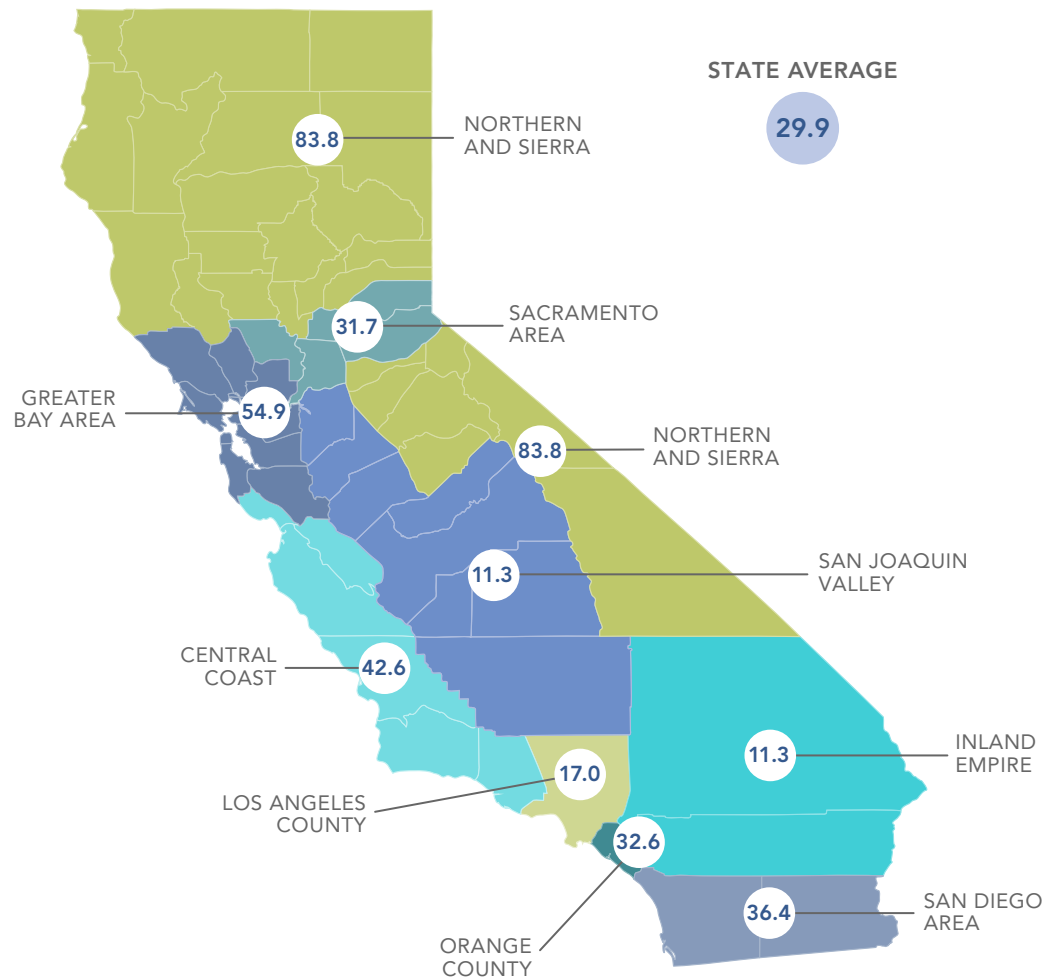 STATE AVERAGE
29.9
83.8
NORTHERN
AND SIERRA
31.7
SACRAMENTO
AREA
GREATER
BAY AREA
54.9
83.8
NORTHERN
AND SIERRA
11.3
SAN JOAQUIN
VALLEY
CENTRAL
COAST
42.6
11.3
INLAND
EMPIRE
17.0
LOS ANGELES
COUNTY
32.6
ORANGE
COUNTY
36.4
SAN DIEGO
AREA